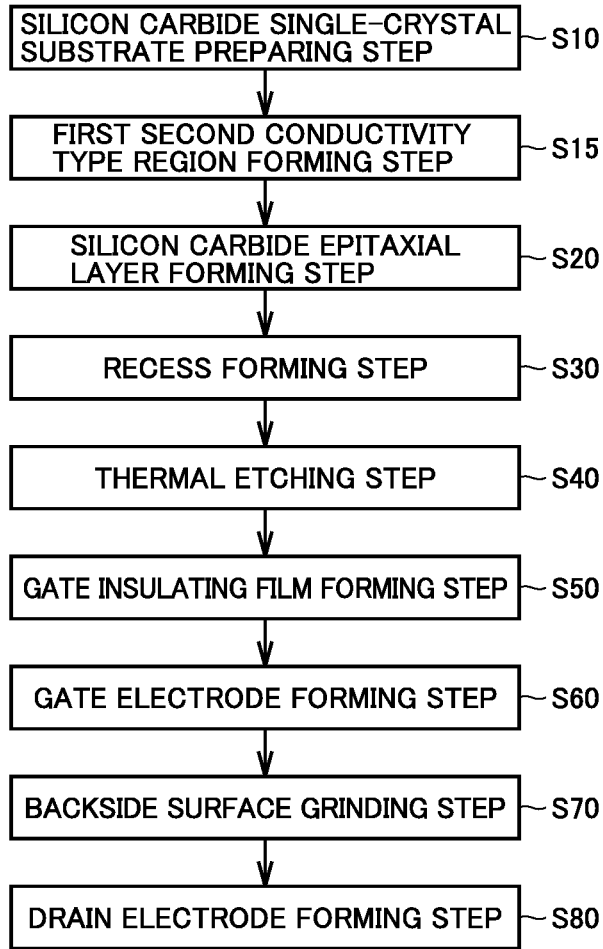 SILICON CARBIDE SINGLE-CRYSTAL
SUBSTRATE PREPARING STEP
S10
FIRST SECOND CONDUCTIVITY
TYPE REGION FORMING STEP
S15
SILICON CARBIDE EPITAXIAL
LAYER FORMING STEP
S20
RECESS FORMING STEP
S30
THERMAL ETCHING STEP
S40
GATE INSULATING FILM FORMING STEP
S50
GATE ELECTRODE FORMING STEP
S60
BACKSIDE SURFACE GRINDING STEP
S70
DRAIN ELECTRODE FORMING STEP
S80